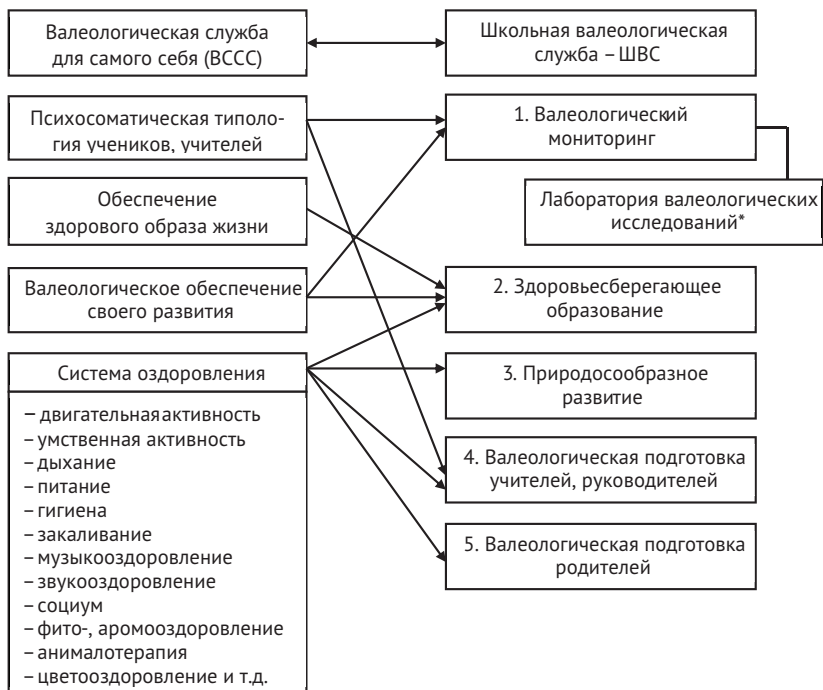 Валеологическая служба
для самого себя (ВССС)
Школьная валеологическая
служба – ШВС
Психосоматическая типоло-
гия учеников, учителей
1. Валеологический
мониторинг
Обеспечение
здорового образа жизни
Лаборатория валеологических
исследований*
Валеологическое обеспечение
своего развития
2. Здоровьесберегающее
образование
Система оздоровления
– двигательная активность
– умственная активность
– дыхание
– питание
– гигиена
– закаливание
– музыкооздоровление
– звукооздоровление
– социум
– фито-, аромооздоровление
– анималотерапия
– цветооздоровление и т.д.
3. Природосообразное
развитие
4. Валеологическая подготовка
учителей, руководителей
5. Валеологическая подготовка
родителей